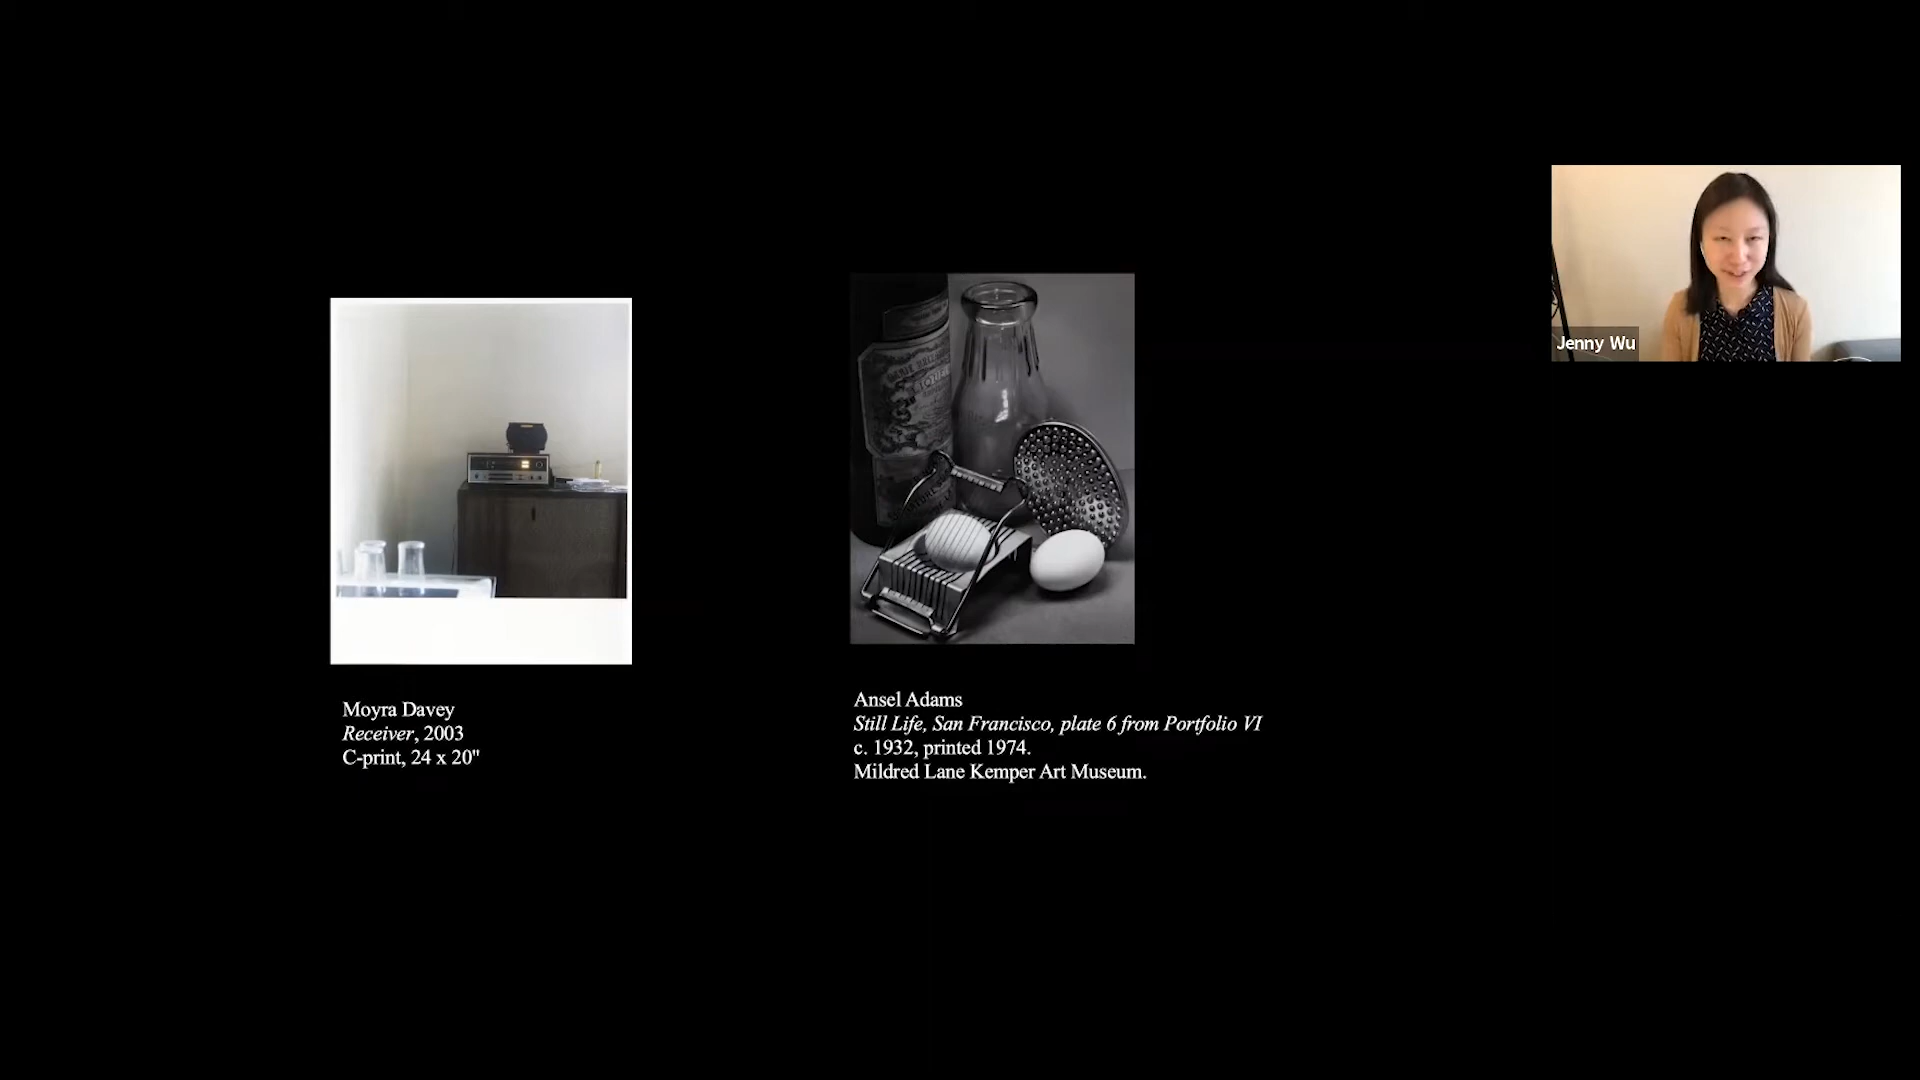 Jenny Wu
Moyra Davey
Receiver, 2003
C-print, 24 x 20"
Ansel Adams
Still Life, San Francisco, plate 6 from Portfolio VI
c. 1932, printed 1974.
Mildred Lane Kemper Art Museum.